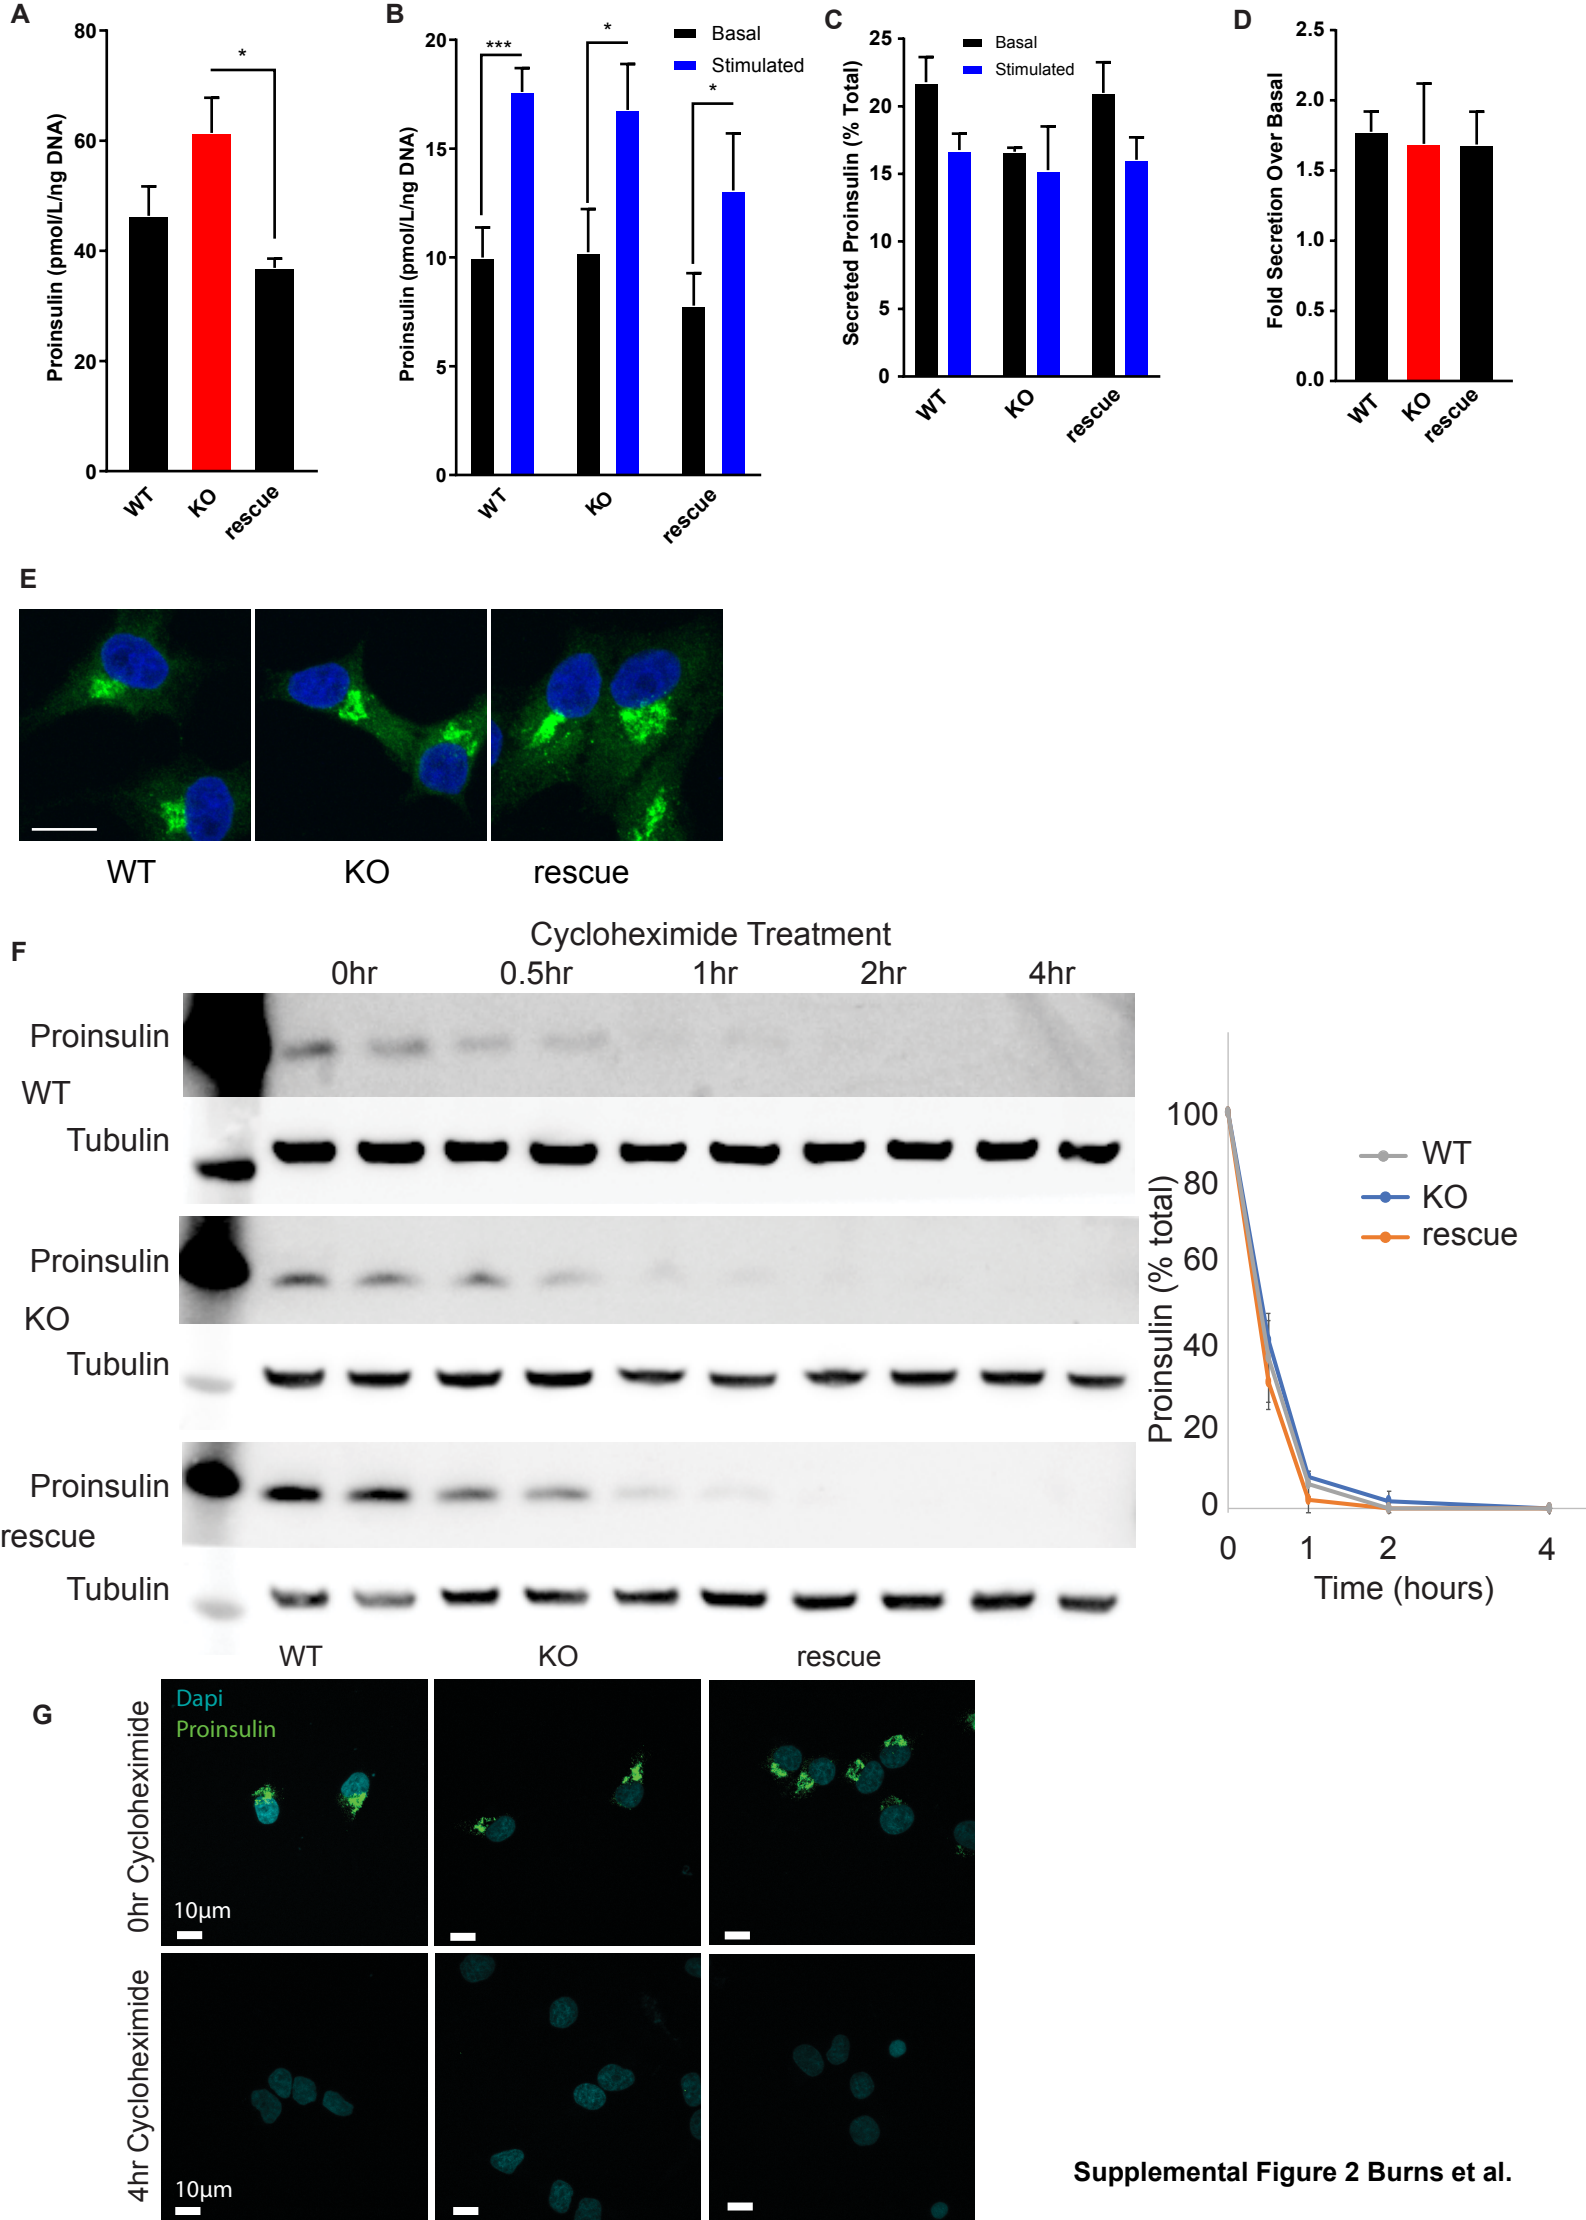 A
Proinsulin (pmol/L/ng DNA)
80
60
40
20
0
*
WT
KO
rescue
B
Proinsulin (pmol/L/ng DNA)
20
15
10
5
0
***
*
*
Basal
Stimulated
WT
KO
rescue
C
Secreted Proinsulin (% Total)
25
20
15
10
5
0
Basal
Stimulated
WT
KO
rescue
D
Fold Secretion Over Basal
2.5
2.0
1.5
1.0
0.5
0.0
WT
KO
rescue
E
WT
KO
rescue
F
Cycloheximide Treatment
0hr
0.5hr
1hr
2hr
4hr
Proinsulin
WT
Tubulin
Proinsulin
KO
Tubulin
Proinsulin
rescue
Tubulin
Proinsulin (% total)
100
80
60
40
20
0
WT
KO
rescue
0
1
2
4
Time (hours)
G
WT
KO
rescue
0hr Cycloheximide
Dapi
Proinsulin
10µm
4hr Cycloheximide
10µm
Supplemental Figure 2 Burns et al.